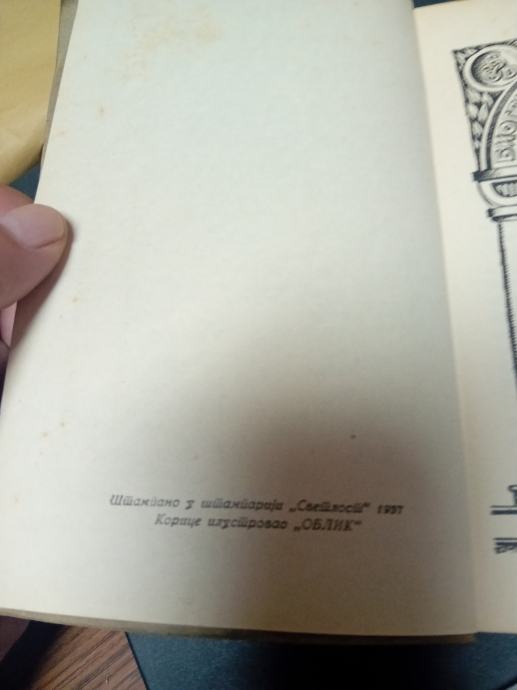 Штампано у штампарији „Светлост" 1937
Корице илустровао „ОБЛИК"